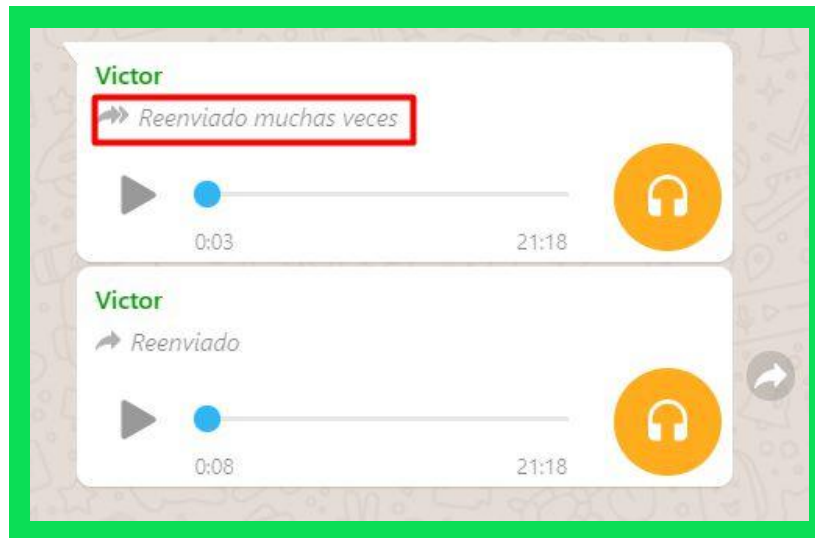 Victor
Reenviado muchas veces
0:03 21:18
Victor
Reenviado
0:08 21:18